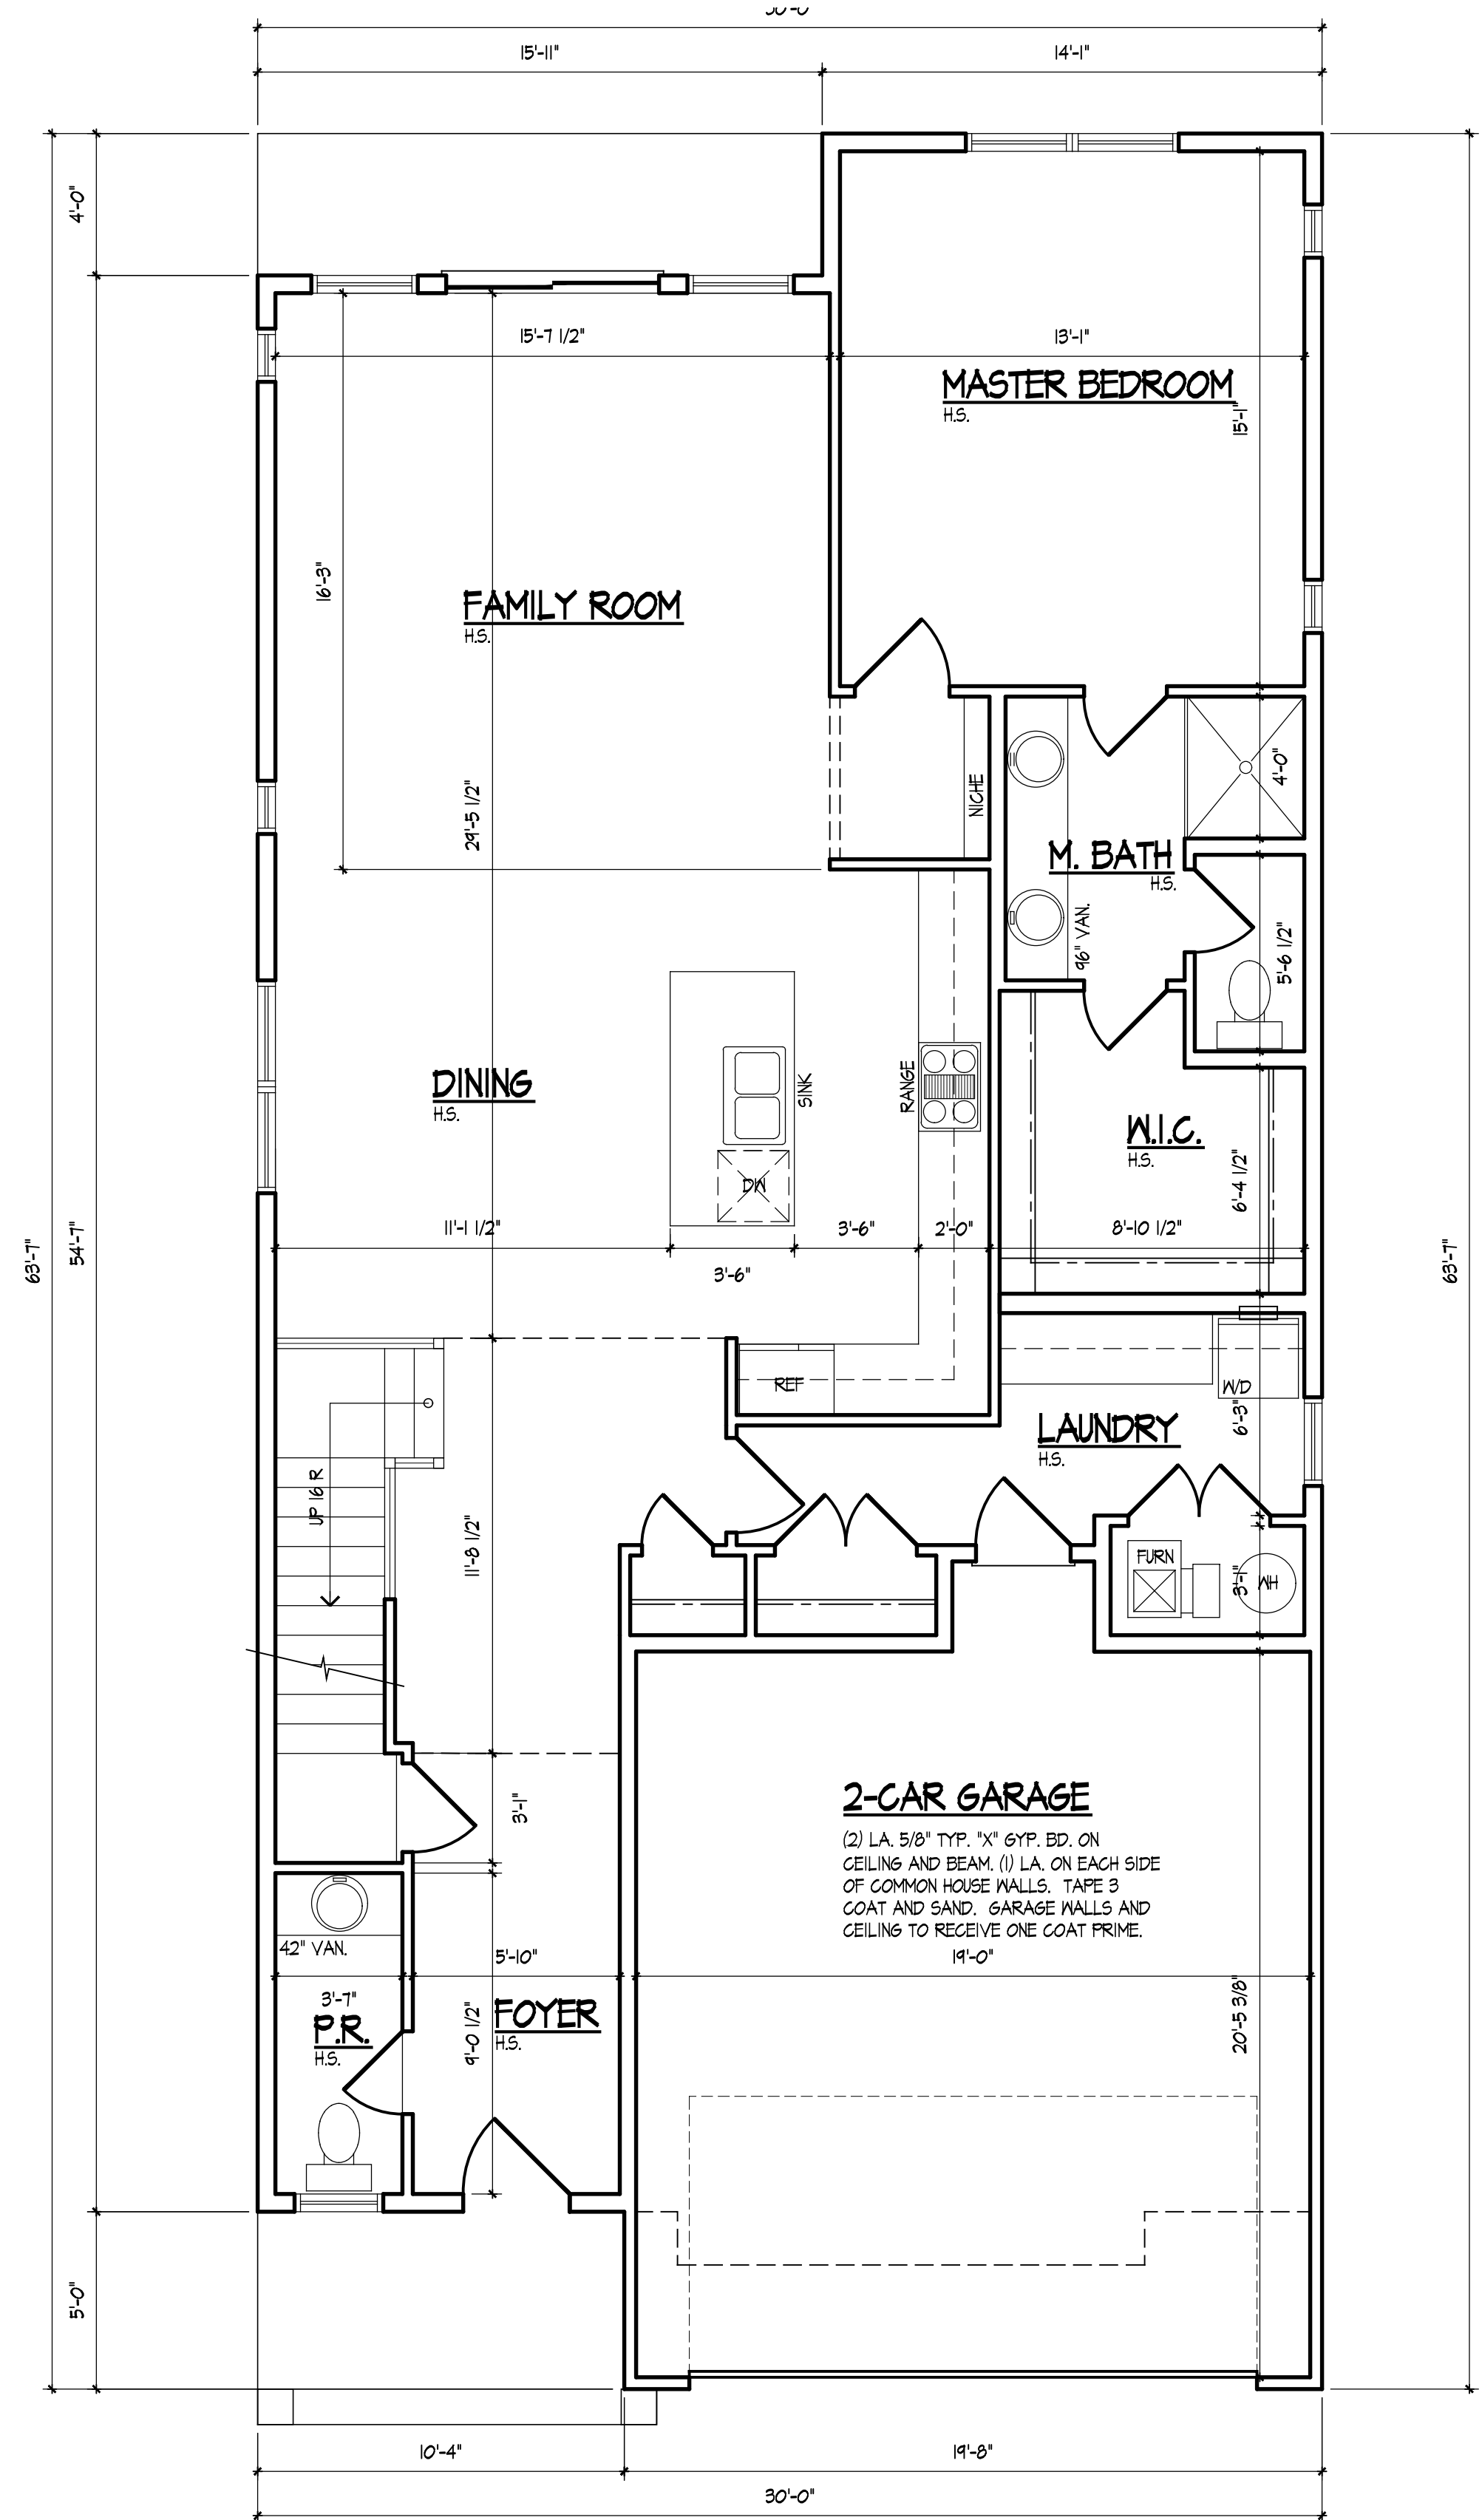 30'-0"
15'-11"
14'-1"
4'-0"
15'-7 1/2"
13'-1"
MASTER BEDROOM
H.S.
15'-1"
16'-3"
FAMILY ROOM
H.S.
29'-5 1/2"
NICHE
4'-0"
M. BATH
H.S.
96" VAN.
5'-6 1/2"
DINING
H.S.
SINK
RANGE
DW
W.I.C.
H.S.
6'-4 1/2"
11'-1 1/2"
3'-6"
2'-0"
8'-10 1/2"
3'-6"
63'-7"
54'-7"
63'-7"
REF
W/D
6'-3"
LAUNDRY
H.S.
UP 16 R
11'-8 1/2"
FURN
WH
3'-1"
3'-1"
2-CAR GARAGE
(2) LA. 5/8" TYP. "X" GYP. BD. ON
CEILING AND BEAM. (1) LA. ON EACH SIDE
OF COMMON HOUSE WALLS. TAPE 3
COAT AND SAND. GARAGE WALLS AND
CEILING TO RECEIVE ONE COAT PRIME.
42" VAN.
5'-10"
19'-0"
3'-7"
P.R.
H.S.
9'-0 1/2"
FOYER
H.S.
20'-5 3/8"
5'-0"
10'-4"
19'-8"
30'-0"